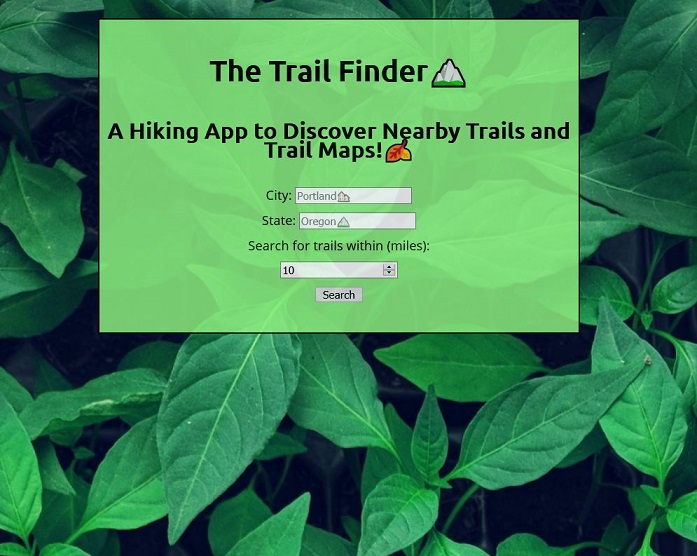 The Trail Finder🏔️
A Hiking App to Discover Nearby Trails and
Trail Maps!🍂
City: Portland🏘️
State: Oregon🏔️
Search for trails within (miles):
10
Search